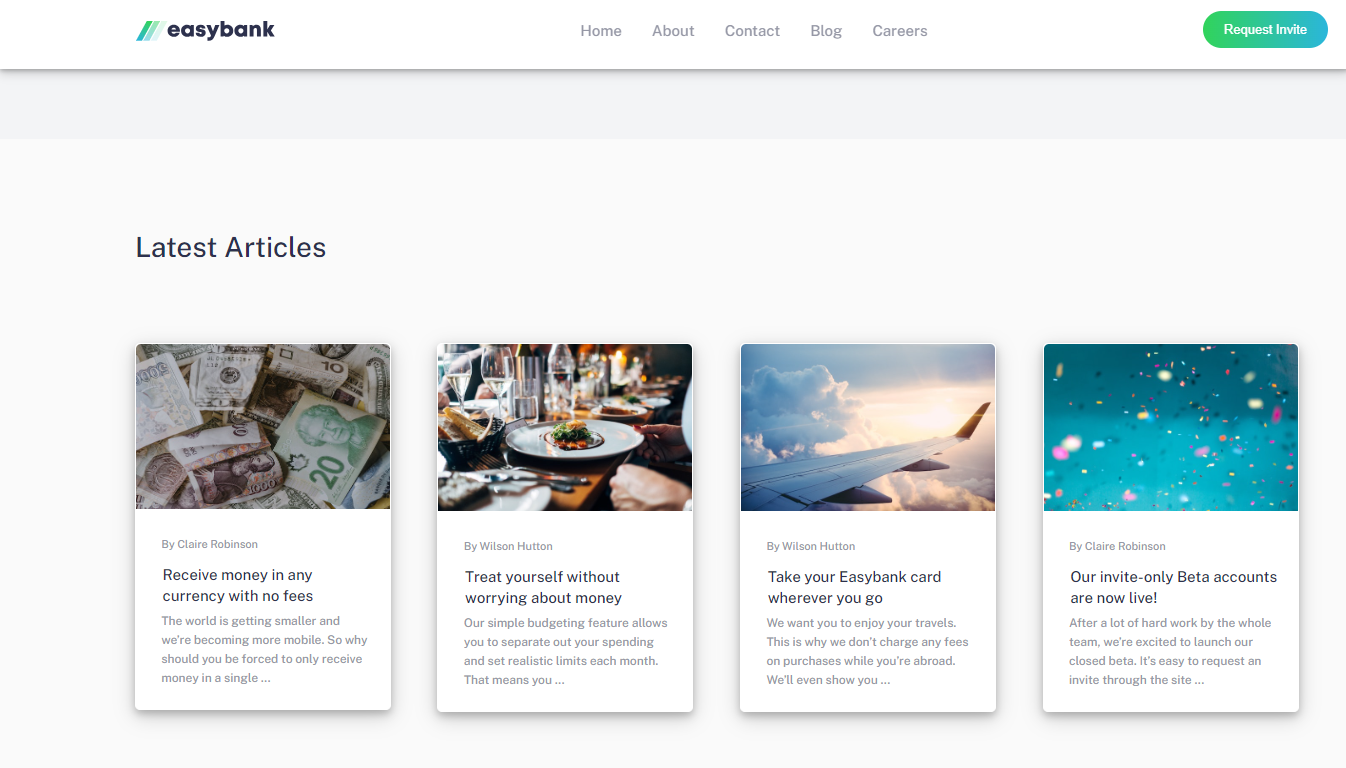 easybank
Home About Contact Blog Careers
Request Invite
Latest Articles
By Claire Robinson
Receive money in any
currency with no fees
The world is getting smaller and
we're becoming more mobile. So why
should you be forced to only receive
money in a single ...
By Wilson Hutton
Treat yourself without
worrying about money
Our simple budgeting feature allows
you to separate out your spending
and set realistic limits each month.
That means you ...
By Wilson Hutton
Take your Easybank card
wherever you go
We want you to enjoy your travels.
This is why we don't charge any fees
on purchases while you're abroad.
We'll even show you ...
By Claire Robinson
Our invite-only Beta accounts
are now live!
After a lot of hard work by the whole
team, we're excited to launch our
closed beta. It's easy to request an
invite through the site ...